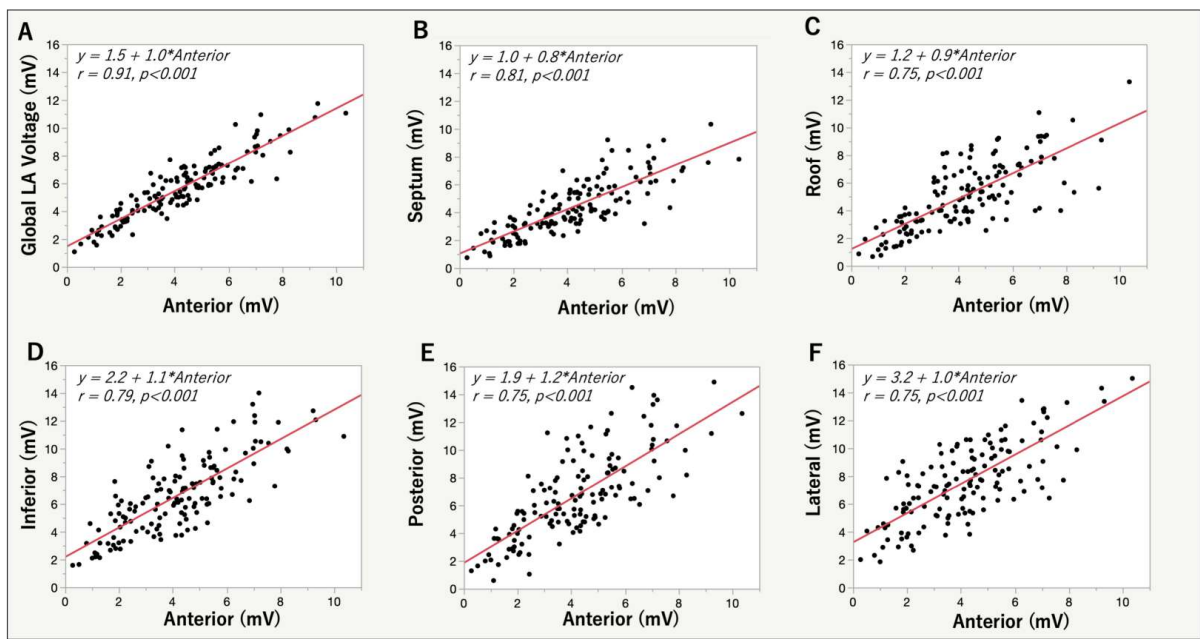 A
y = 1.5 + 1.0*Anterior
r = 0.91, p<0.001
Global LA Voltage (mV)
16
14
12
10
8
6
4
2
0
0 2 4 6 8 10
Anterior (mV)
B
y = 1.0 + 0.8*Anterior
r = 0.81, p<0.001
Septum (mV)
16
14
12
10
8
6
4
2
0
0 2 4 6 8 10
Anterior (mV)
C
y = 1.2 + 0.9*Anterior
r = 0.75, p<0.001
Roof (mV)
16
14
12
10
8
6
4
2
0
0 2 4 6 8 10
Anterior (mV)
D
y = 2.2 + 1.1*Anterior
r = 0.79, p<0.001
Inferior (mV)
16
14
12
10
8
6
4
2
0
0 2 4 6 8 10
Anterior (mV)
E
y = 1.9 + 1.2*Anterior
r = 0.75, p<0.001
Posterior (mV)
16
14
12
10
8
6
4
2
0
0 2 4 6 8 10
Anterior (mV)
F
y = 3.2 + 1.0*Anterior
r = 0.75, p<0.001
Lateral (mV)
16
14
12
10
8
6
4
2
0
0 2 4 6 8 10
Anterior (mV)